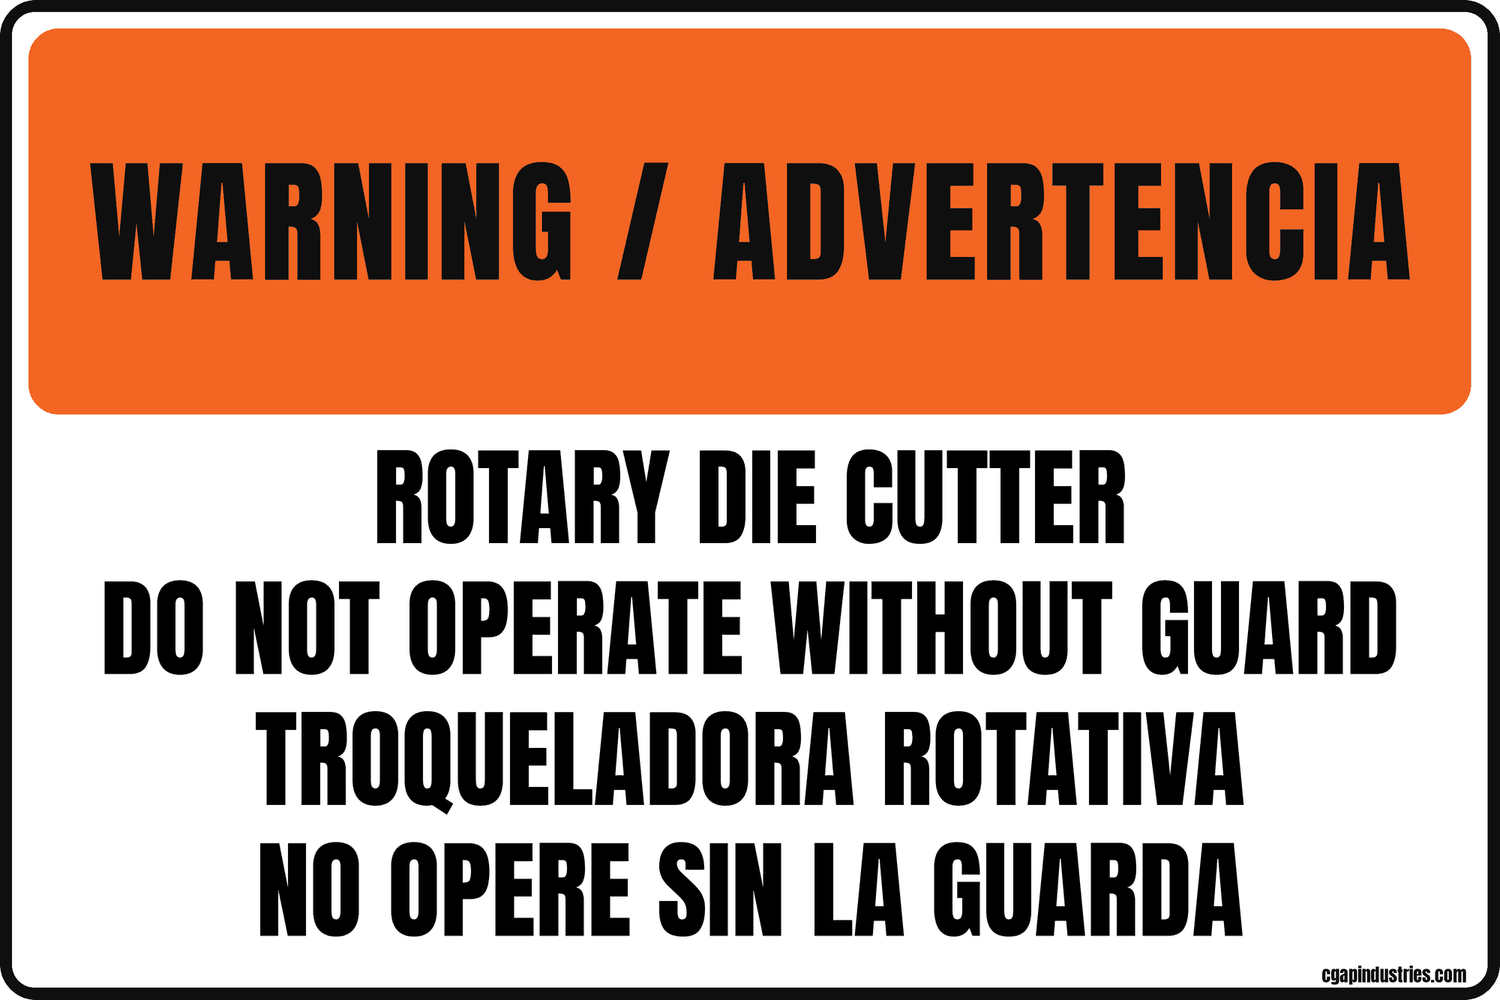 WARNING / ADVERTENCIA
ROTARY DIE CUTTER
DO NOT OPERATE WITHOUT GUARD
TROQUELADORA ROTATIVA
NO OPERE SIN LA GUARDA
cgapindustries.com